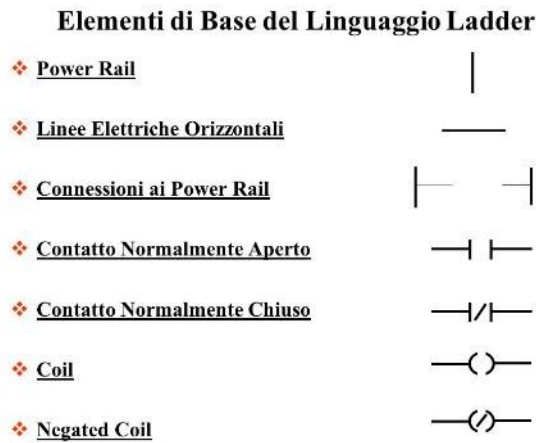 Elementi di Base del Linguaggio Ladder
Power Rail
Linee Elettriche Orizzontali
Connessioni ai Power Rail
Contatto Normalmente Aperto
Contatto Normalmente Chiuso
Coil
Negated Coil